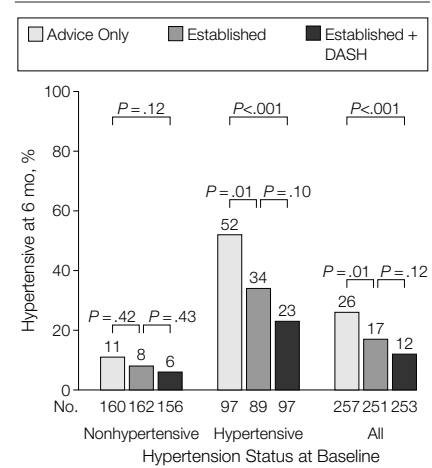 Advice Only Established Established + DASH
Hypertensive at 6 mo, %
100
80
60
40
20
0
P = .12 P<.001 P<.001
P = .42 P = .43 P = .01 P = .10 P = .01 P = .12
11 8 6 52 34 23 26 17 12
No. 160 162 156 97 89 97 257 251 253
Nonhypertensive Hypertensive All
Hypertension Status at Baseline